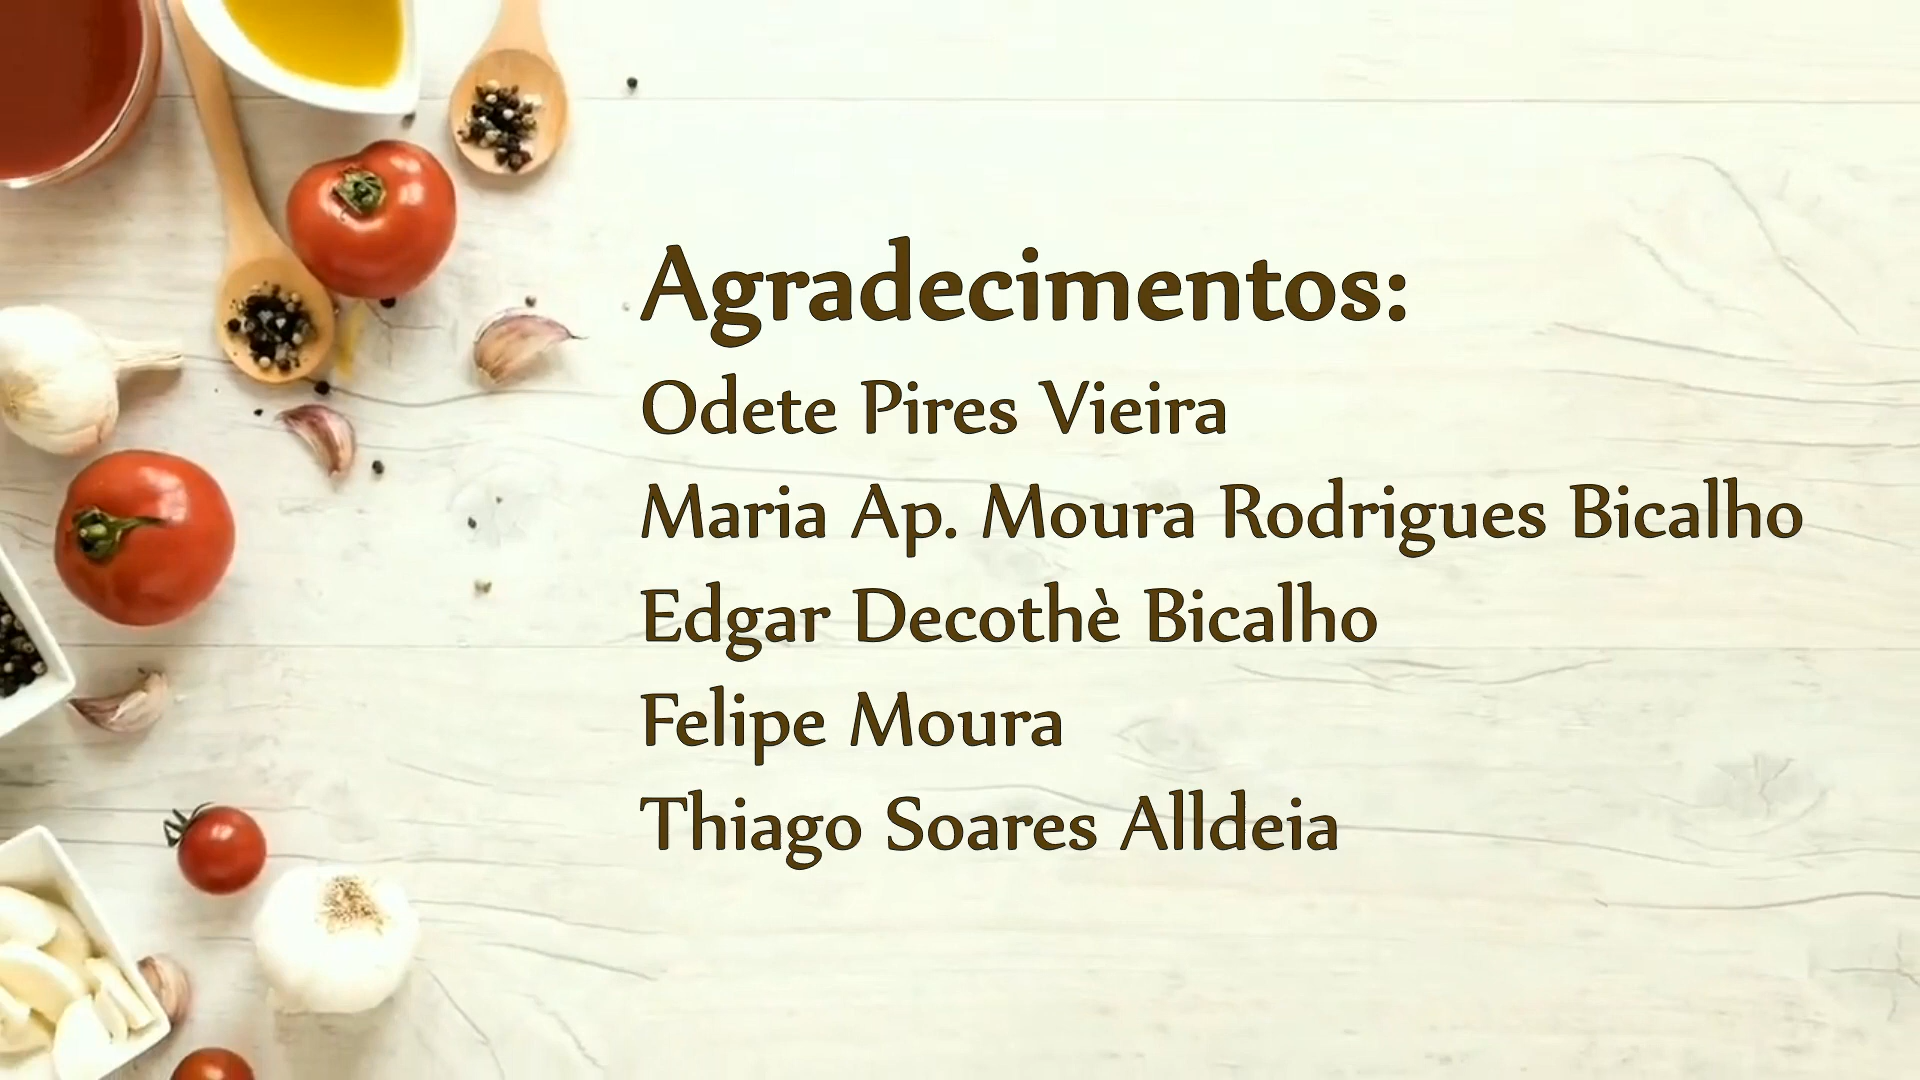 Agradecimentos:
Odete Pires Vieira
Maria Ap. Moura Rodrigues Bicalho
Edgar Decothè Bicalho
Felipe Moura
Thiago Soares Alldeia